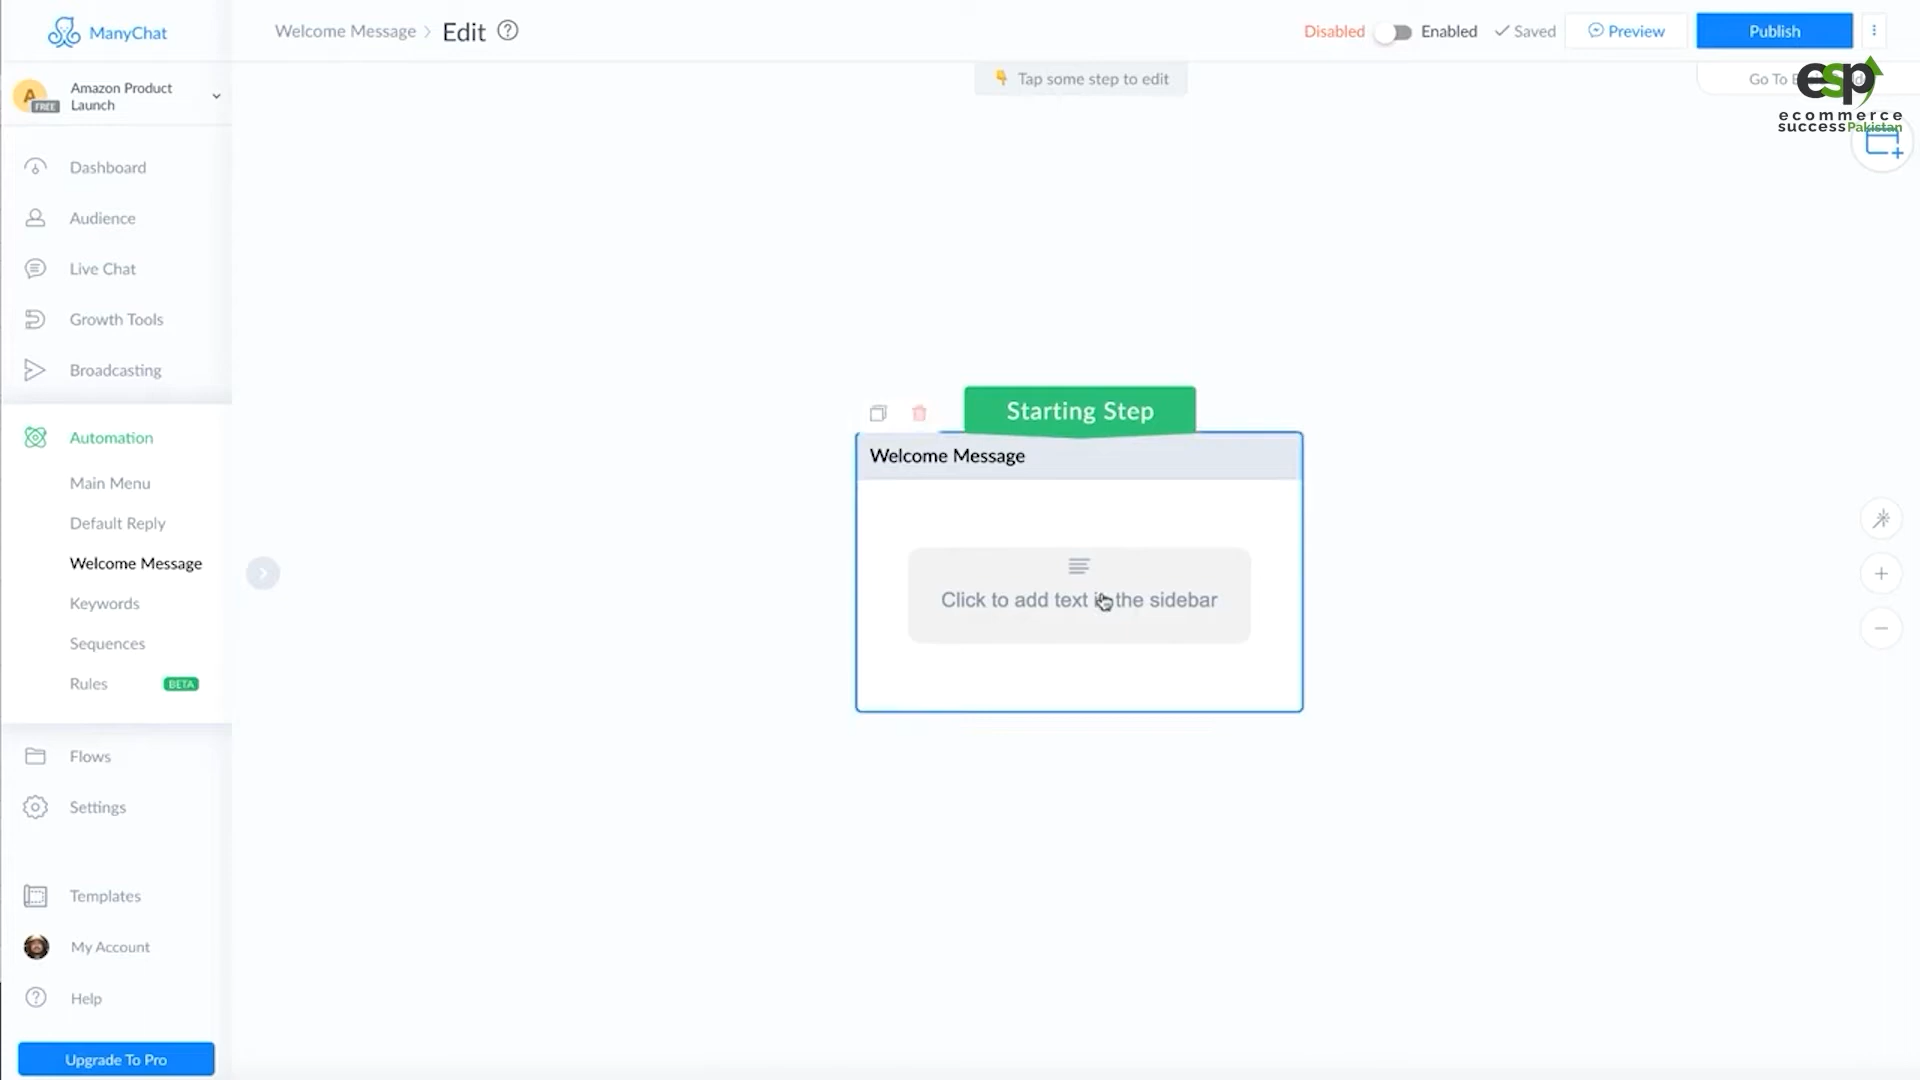 ManyChat
Welcome Message › Edit
Disabled
Enabled
Saved
Preview
Publish
A
FREE
Amazon Product
Launch
Tap some step to edit
Go To
esp
ecommerce
successPakistan
Dashboard
Audience
Live Chat
Growth Tools
Broadcasting
Automation
Main Menu
Default Reply
Welcome Message
Keywords
Sequences
Rules
BETA
Flows
Settings
Templates
My Account
Help
Upgrade To Pro
Starting Step
Welcome Message
Click to add text the sidebar